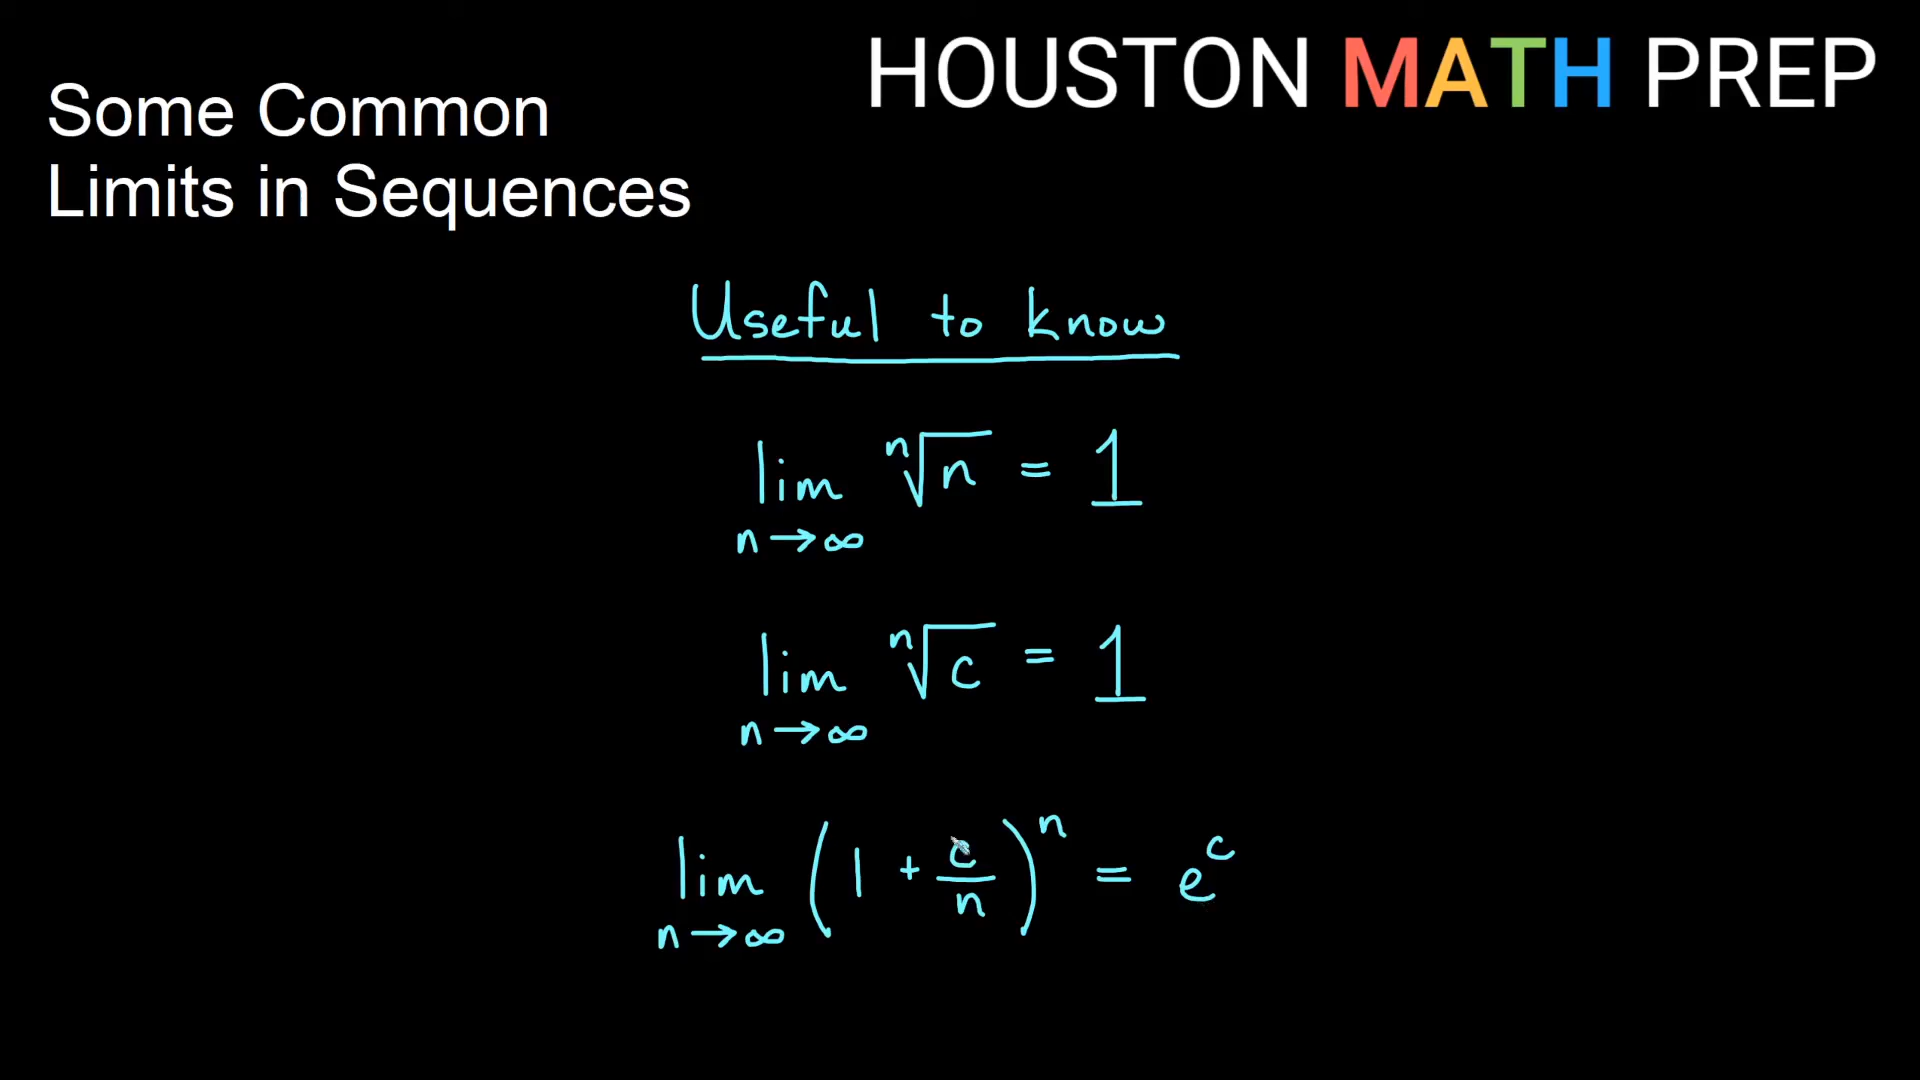 HOUSTON MATH PREP
Some Common
Limits in Sequences
Useful to know
lim n→∞ ⁿ√n = 1
lim n→∞ ⁿ√c = 1
lim n→∞ (1 + c/n)ⁿ = eᶜ